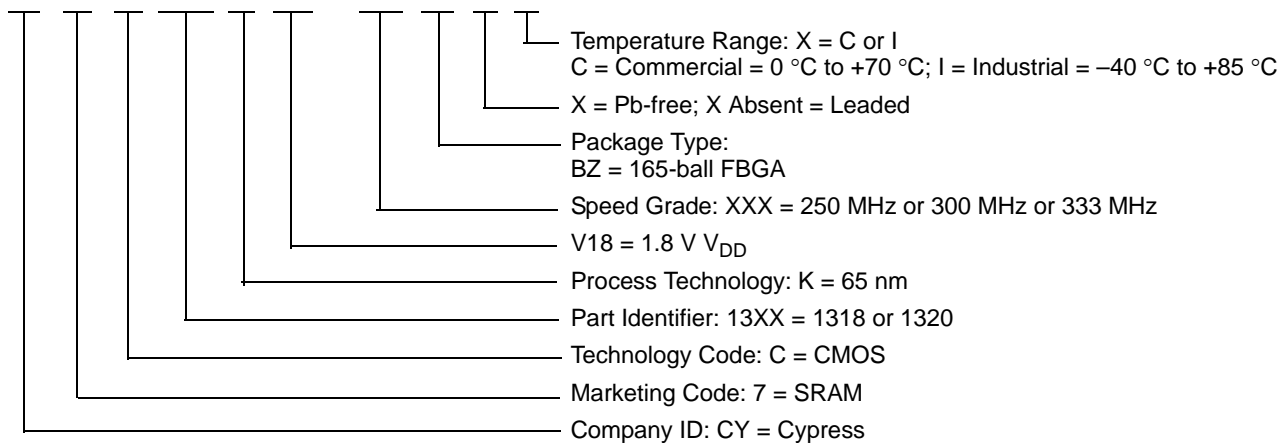 Temperature Range: X = C or I
C = Commercial = 0 °C to +70 °C; I = Industrial = –40 °C to +85 °C
X = Pb-free; X Absent = Leaded
Package Type:
BZ = 165-ball FBGA
Speed Grade: XXX = 250 MHz or 300 MHz or 333 MHz
V18 = 1.8 V VDD
Process Technology: K = 65 nm
Part Identifier: 13XX = 1318 or 1320
Technology Code: C = CMOS
Marketing Code: 7 = SRAM
Company ID: CY = Cypress